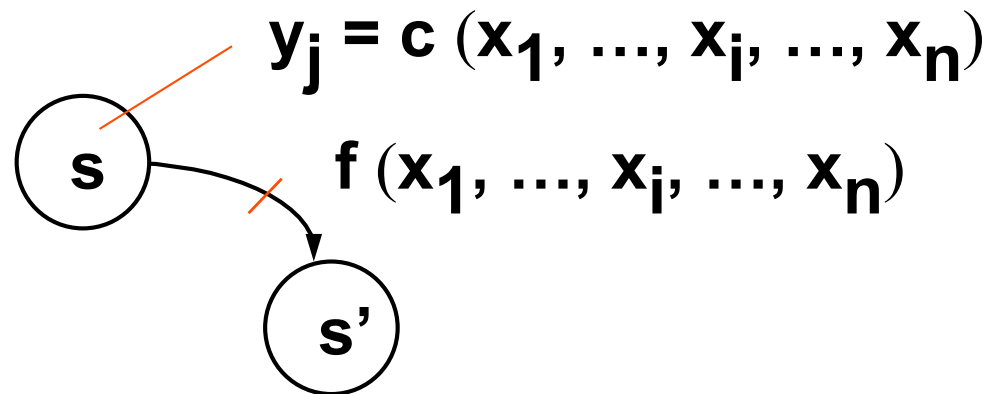 yj = c (x1, …, xi, …, xn)
s
f (x1, …, xi, …, xn)
s’